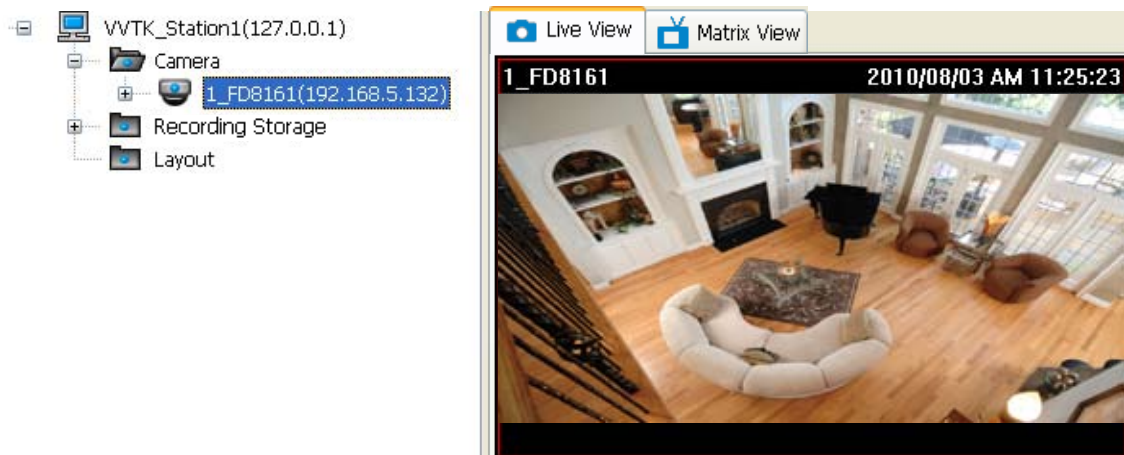 VVTK_Station1(127.0.0.1)
Camera
1_FD8161(192.168.5.132)
Recording Storage
Layout
Live View
Matrix View
1_FD8161 2010/08/03 AM 11:25:23